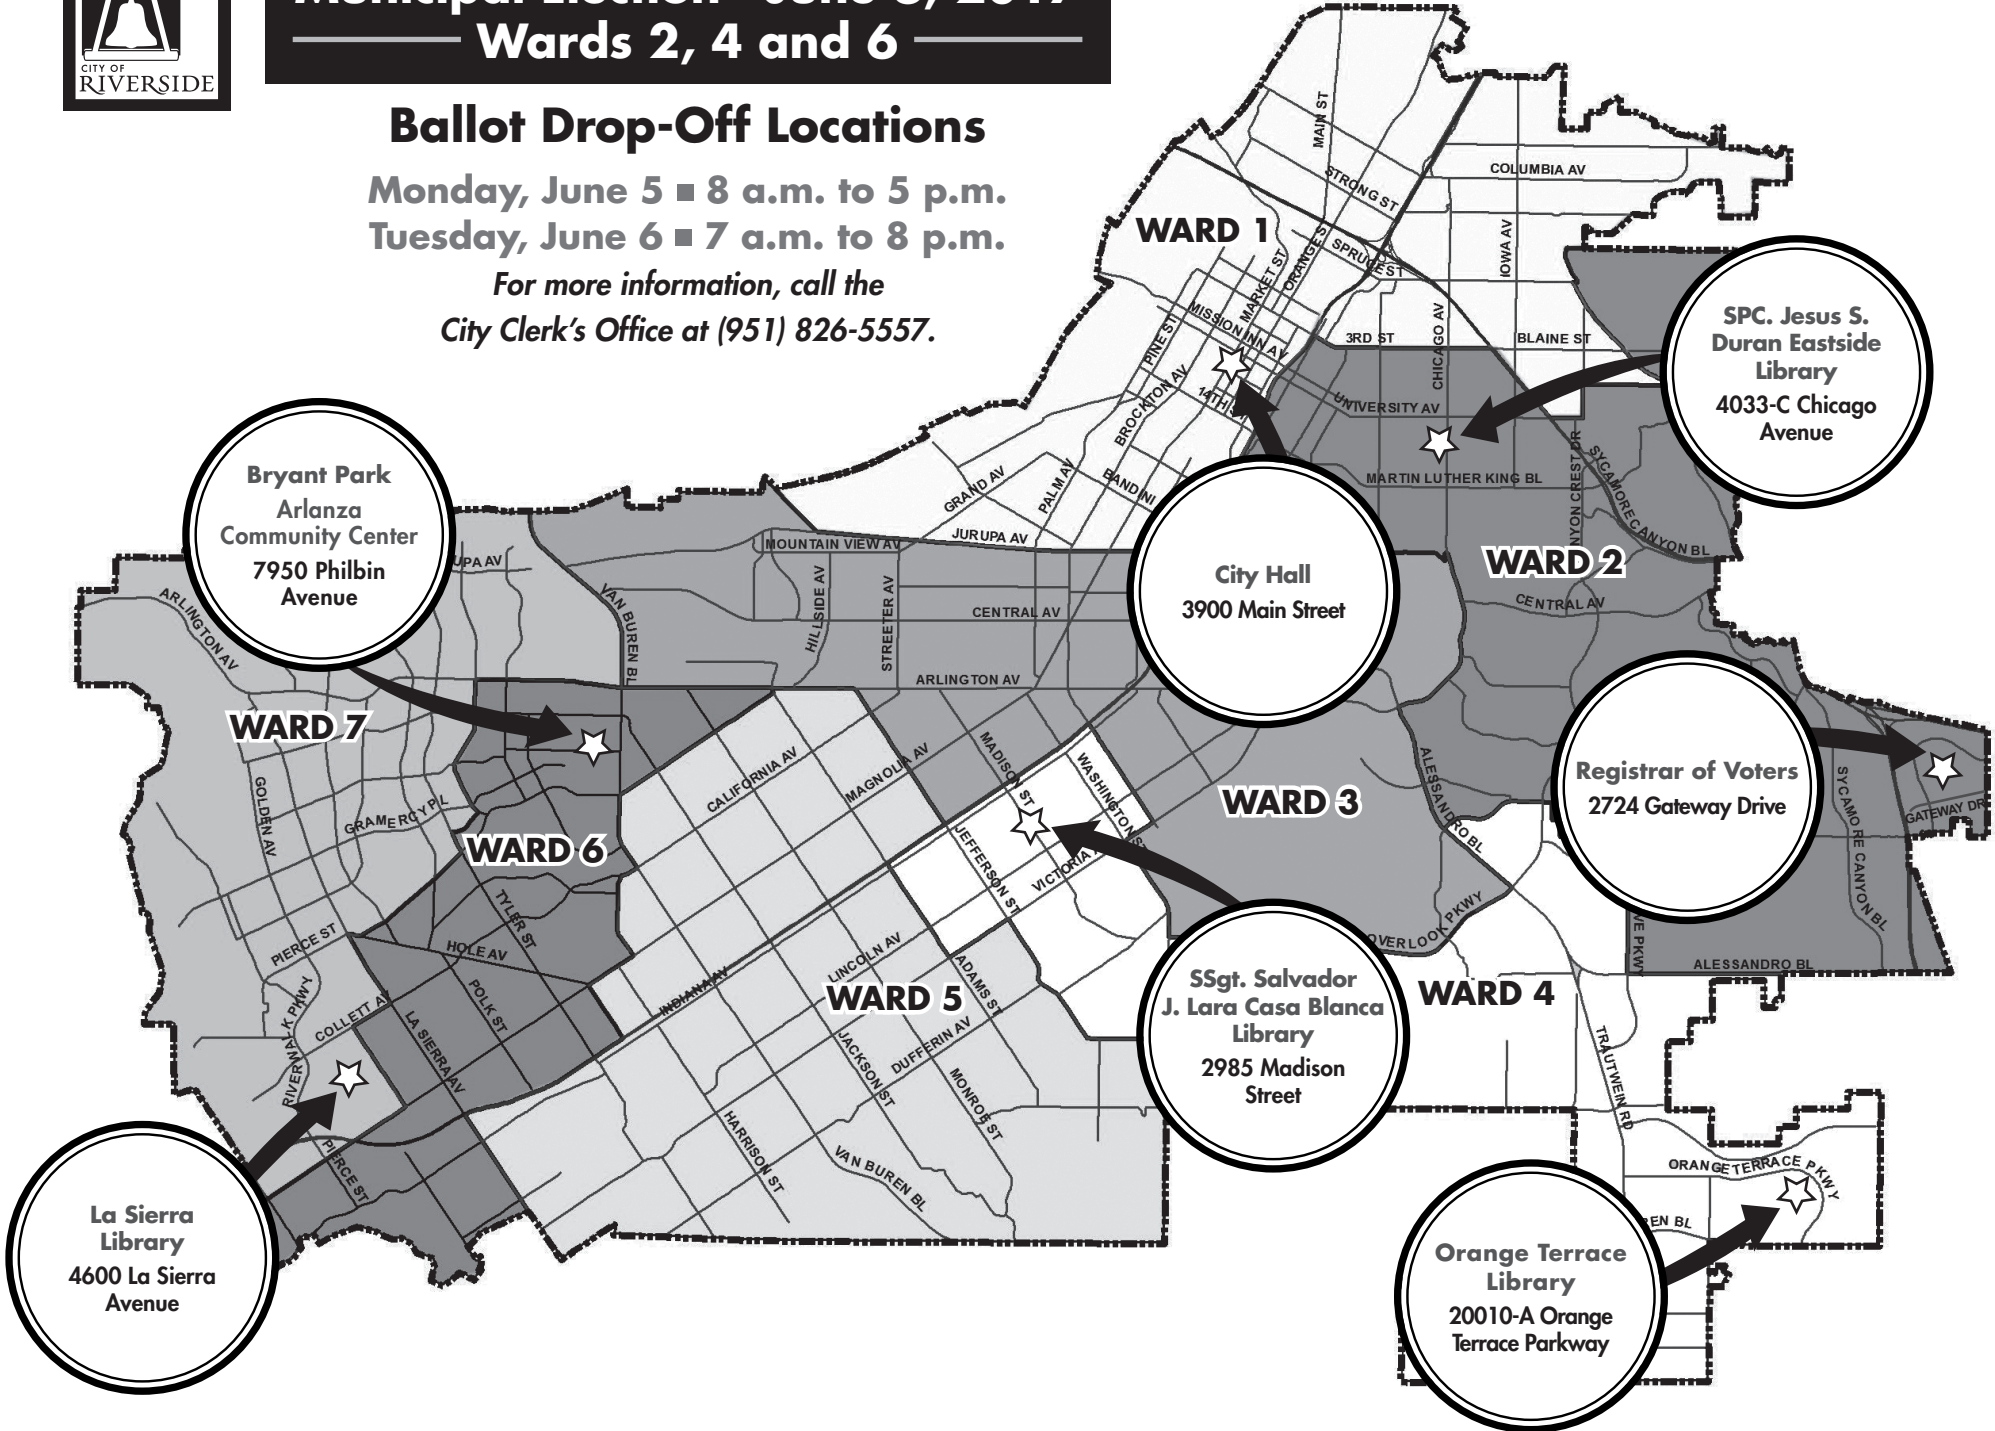 CITY OF
RIVERSIDE
Wards 2, 4 and 6
Ballot Drop-Off Locations
Monday, June 5 ■ 8 a.m. to 5 p.m.
Tuesday, June 6 ■ 7 a.m. to 8 p.m.
For more information, call the
City Clerk's Office at (951) 826-5557.
MAIN ST
STRONG ST
COLUMBIA AV
WARD 1
IOWA AV
ORANGE S
SPRUCE ST
MARKET ST
MISSION INN AV
PINE ST
3RD ST
CHICAGO AV
BLAINE ST
BROCKTON AV
14TH
UNIVERSITY AV
SPC. Jesus S.
Duran Eastside
Library
4033-C Chicago
Avenue
GRAND AV
PALM AV
BANDINI
MARTIN LUTHER KING BL
NYON CREST DR
SYCAMORE CANYON BL
Bryant Park
Arlanza
Community Center
7950 Philbin
Avenue
UPA AV
MOUNTAIN VIEW AV
JURUPA AV
WARD 2
City Hall
3900 Main Street
ARLINGTON AV
VAN BUREN BL
HILLSIDE AV
STREETER AV
CENTRAL AV
CENTRAL AV
ARLINGTON AV
WARD 7
GOLDEN AV
GRAMERCY PL
CALIFORNIA AV
MAGNOLIA AV
MADISON ST
WASHINGTON ST
WARD 3
ALESSANDRO BL
Registrar of Voters
2724 Gateway Drive
SYCAMORE CANYON BL
GATEWAY DR
WARD 6
TYLER ST
JEFFERSON ST
VICTORIA
OVERLOOK PKWY
VE PKWY
ALESSANDRO BL
PIERCE ST
HOLE AV
POLK ST
INDIANA AV
LINCOLN AV
WARD 5
ADAMS ST
SSgt. Salvador
J. Lara Casa Blanca
Library
2985 Madison
Street
WARD 4
RIVERWALK PKWY
COLLETT AV
LA SIERRA AV
JACKSON ST
DUFFERIN AV
MONROE ST
TRAUTWEIN RD
HARRISON ST
VAN BUREN BL
PIERCE ST
ORANGE TERRACE PKWY
REN BL
La Sierra
Library
4600 La Sierra
Avenue
Orange Terrace
Library
20010-A Orange
Terrace Parkway